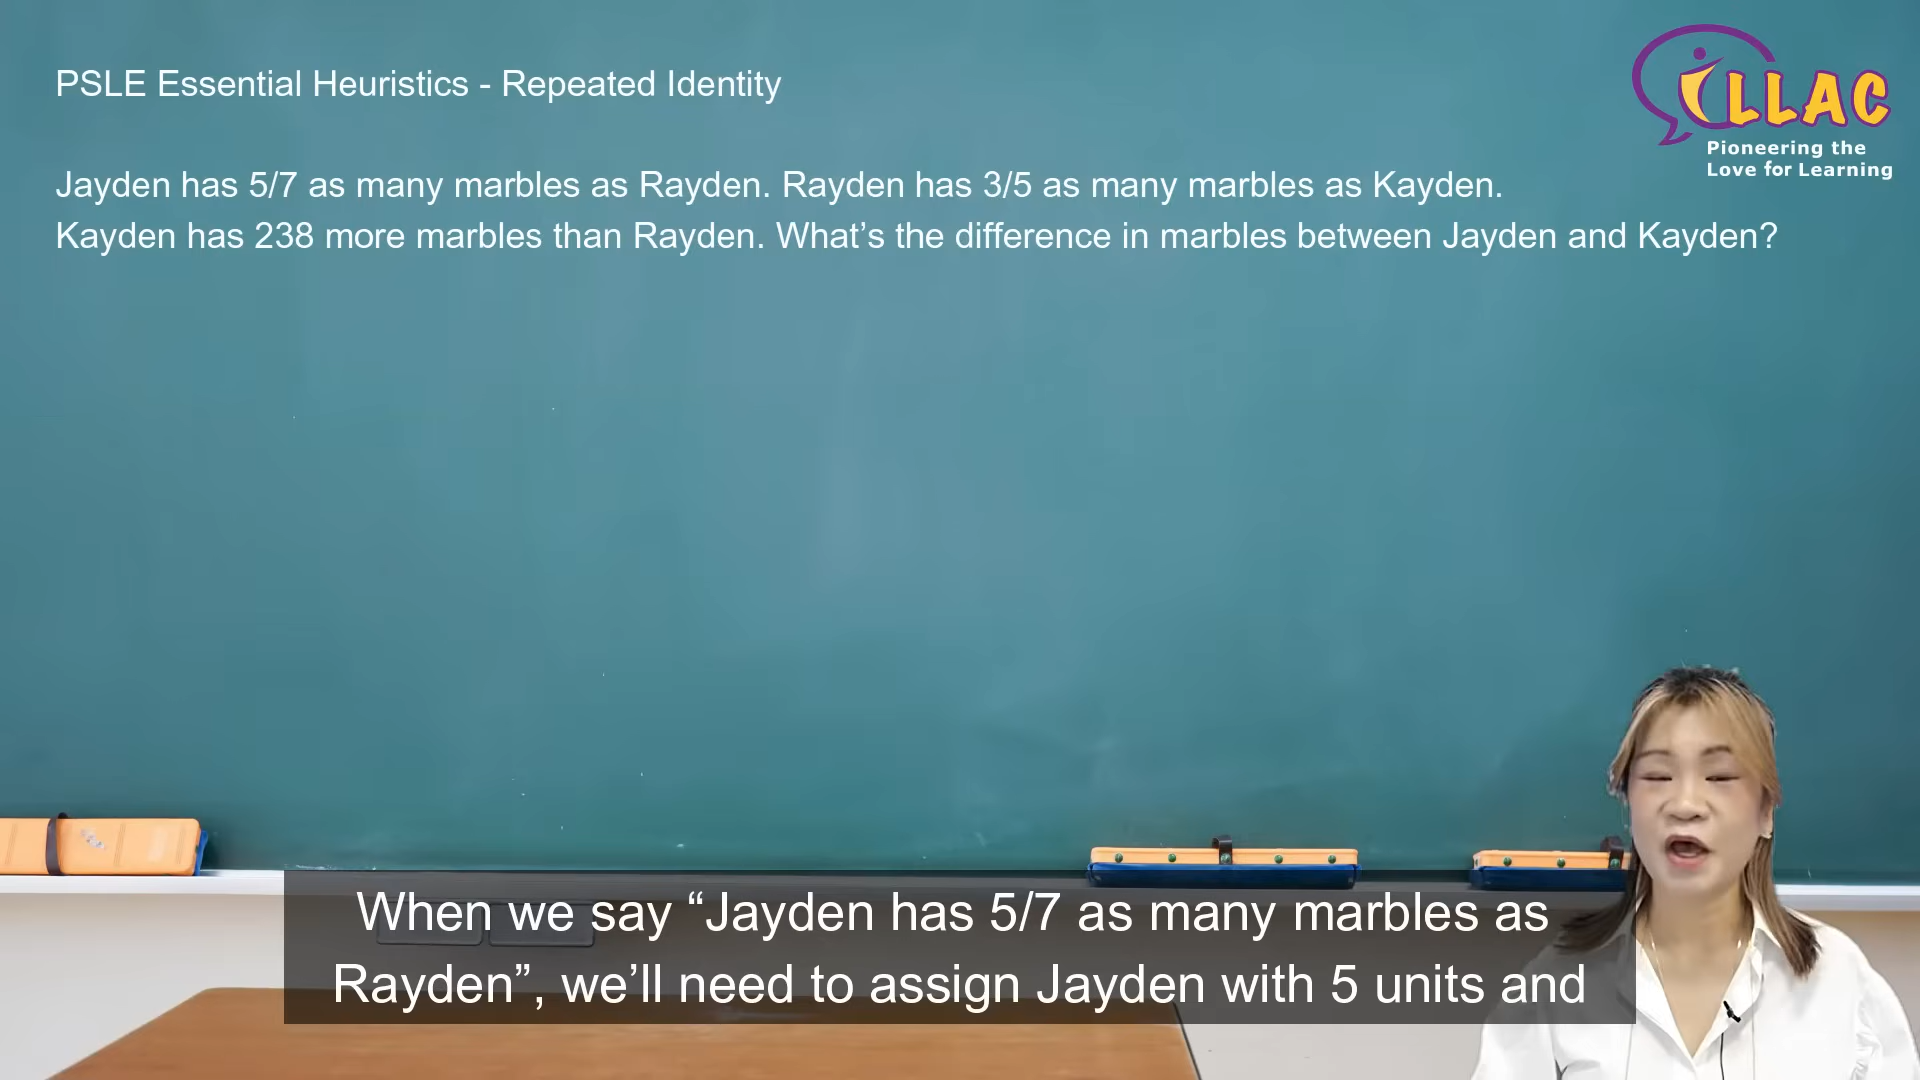 PSLE Essential Heuristics - Repeated Identity
iLLAC
Pioneering the
Love for Learning
Jayden has 5/7 as many marbles as Rayden. Rayden has 3/5 as many marbles as Kayden.
Kayden has 238 more marbles than Rayden. What’s the difference in marbles between Jayden and Kayden?
When we say “Jayden has 5/7 as many marbles as
Rayden”, we’ll need to assign Jayden with 5 units and